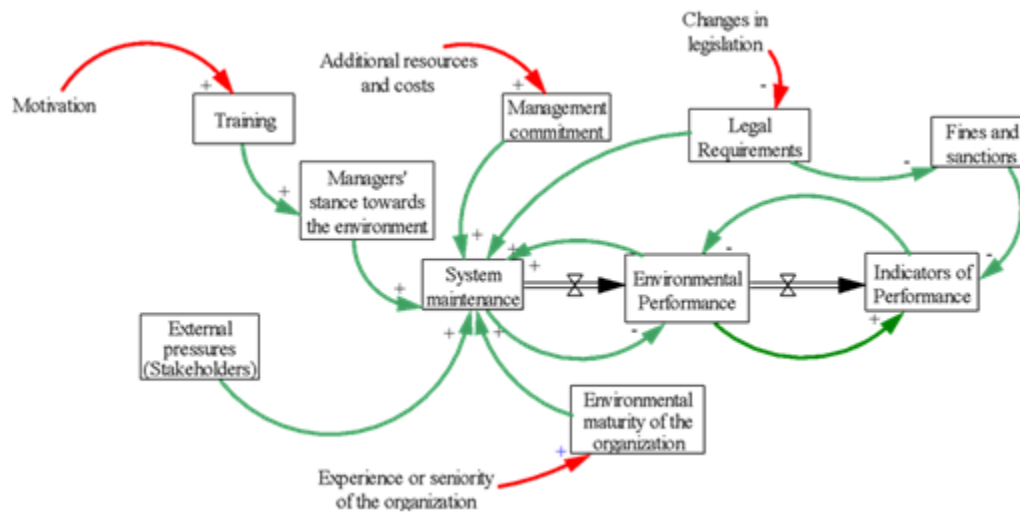 Changes in
legislation
Additional resources
and costs
Motivation
+
+
-
Training
Management
commitment
Legal
Requirements
Fines and
sanctions
-
Managers'
stance towards
the environment
+
+
+
+
-
-
System
maintenance
Environmental
Performance
Indicators of
Performance
+
+
External
pressures
(Stakeholders)
+
+
-
Environmental
maturity of the
organization
+
Experience or seniority
of the organization